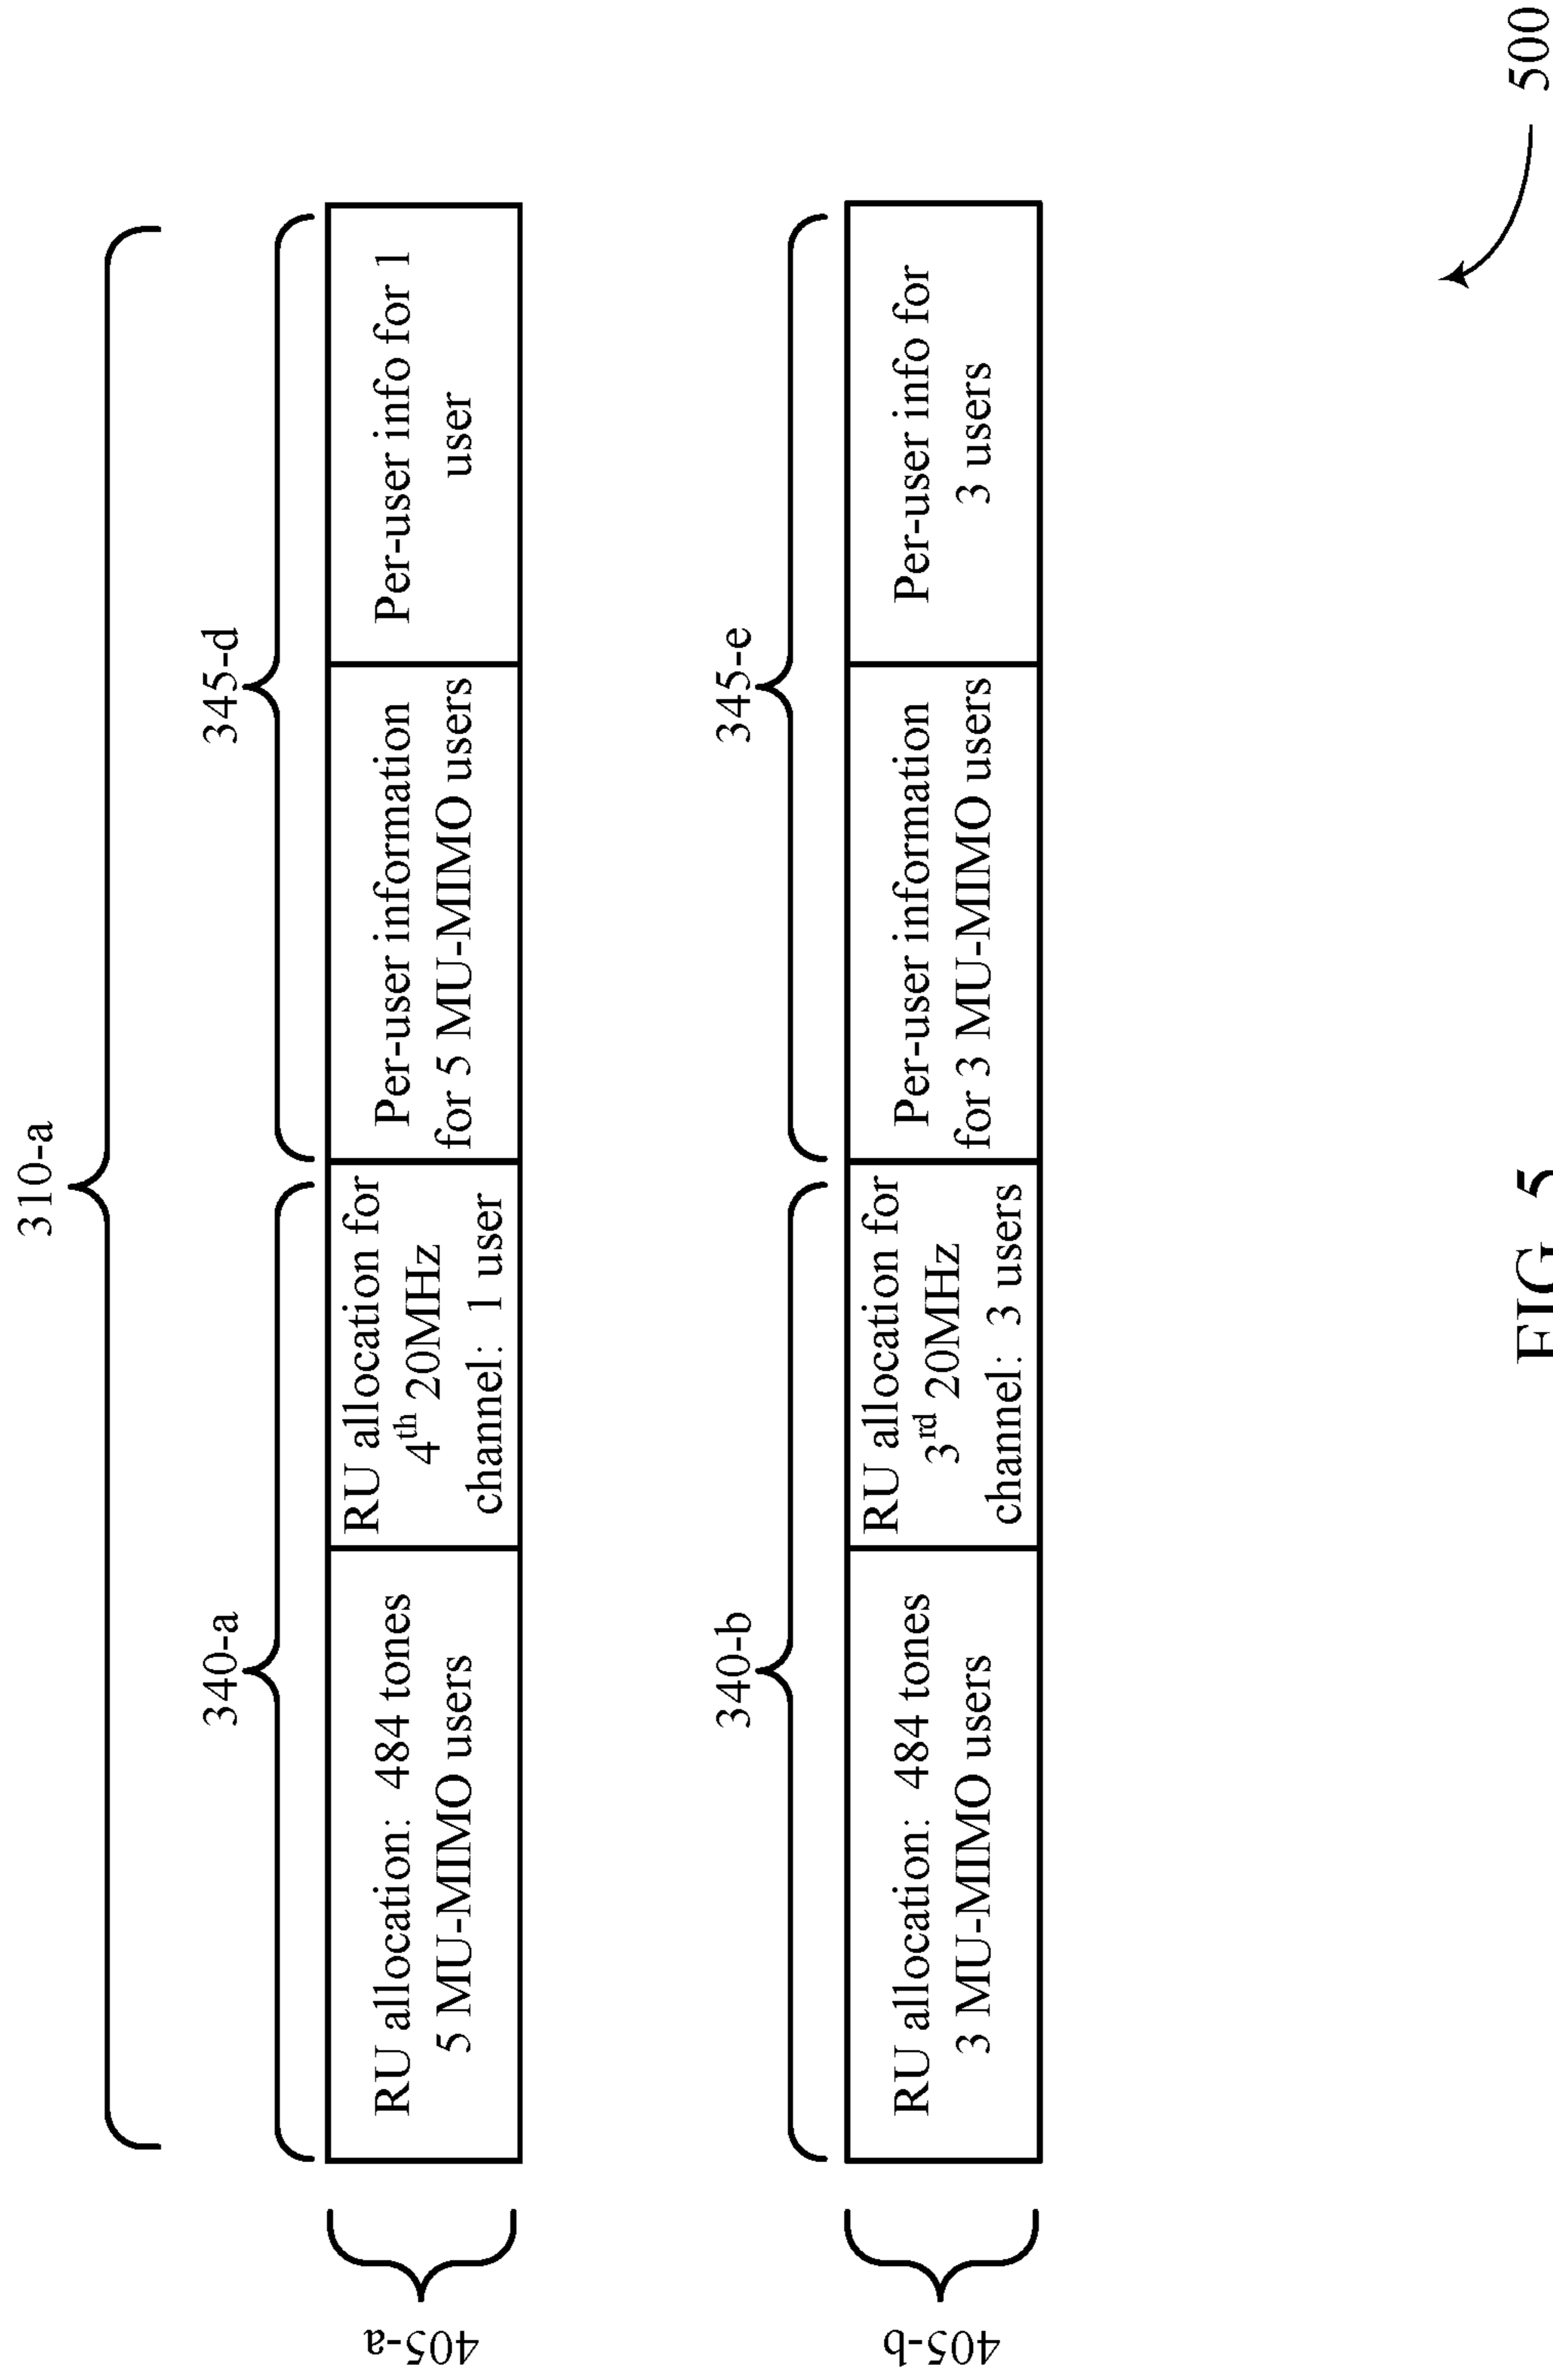 310-a
340-a
345-d
405-a
RU allocation: 484 tones
5 MU-MIMO users
RU allocation for
4th 20MHz
channel: 1 user
Per-user information
for 5 MU-MIMO users
Per-user info for 1
user
340-b
345-e
405-b
RU allocation: 484 tones
3 MU-MIMO users
RU allocation for
3rd 20MHz
channel: 3 users
Per-user information
for 3 MU-MIMO users
Per-user info for
3 users
500
FIG. 5